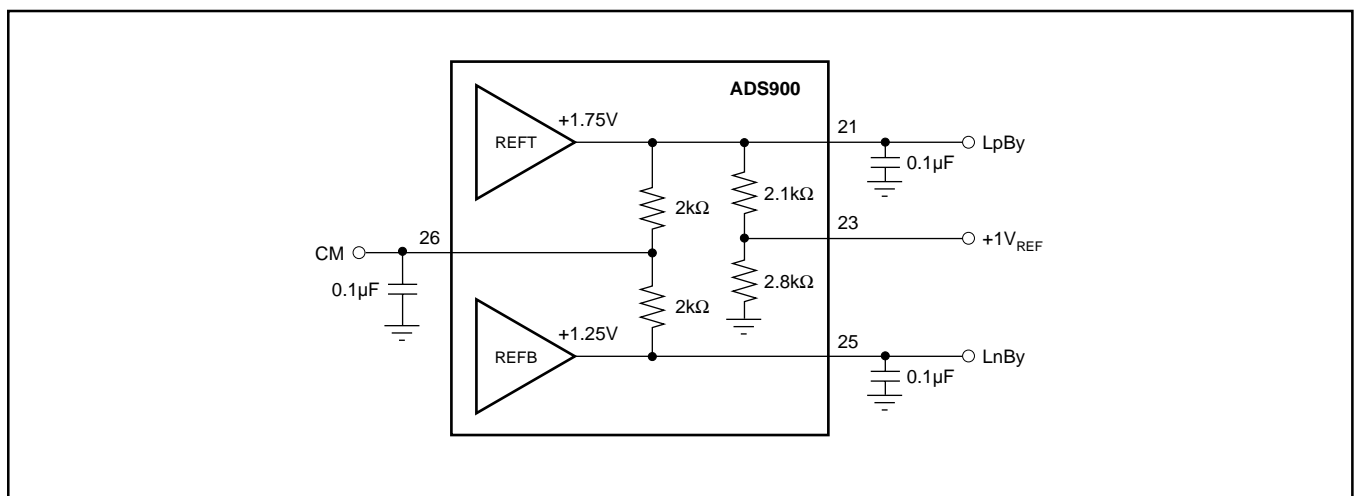 ADS900
+1.75V
REFT
21
LpBy
0.1µF
2kΩ
2.1kΩ
23
+1VREF
26
CM
0.1µF
2kΩ
2.8kΩ
+1.25V
REFB
25
LnBy
0.1µF